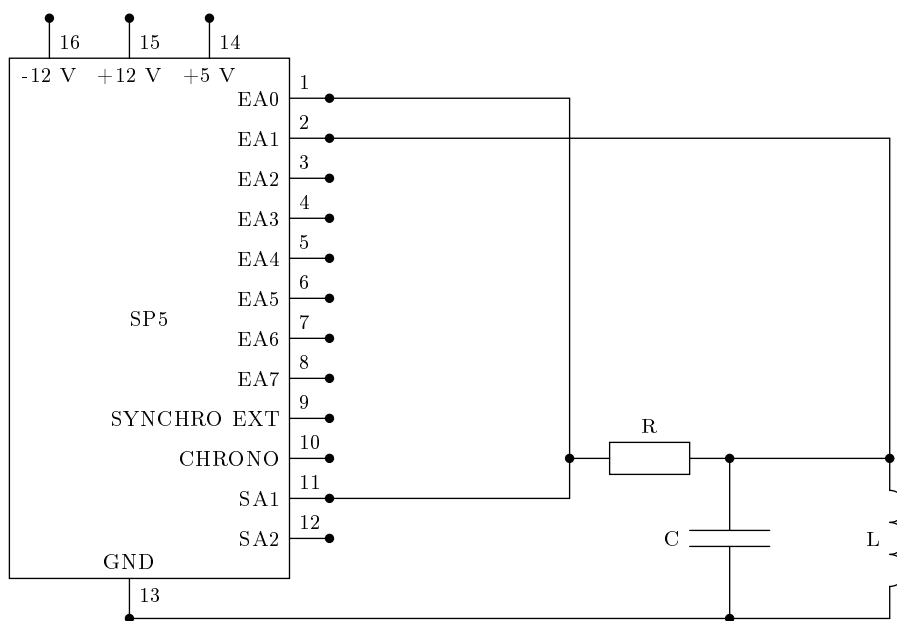 16 15 14
-12 V +12 V +5 V
EA0 1
EA1 2
EA2 3
EA3 4
EA4 5
EA5 6
SP5
EA6 7
EA7 8
SYNCHRO EXT 9
R
CHRONO 10
SA1 11
SA2 12
C L
GND
13